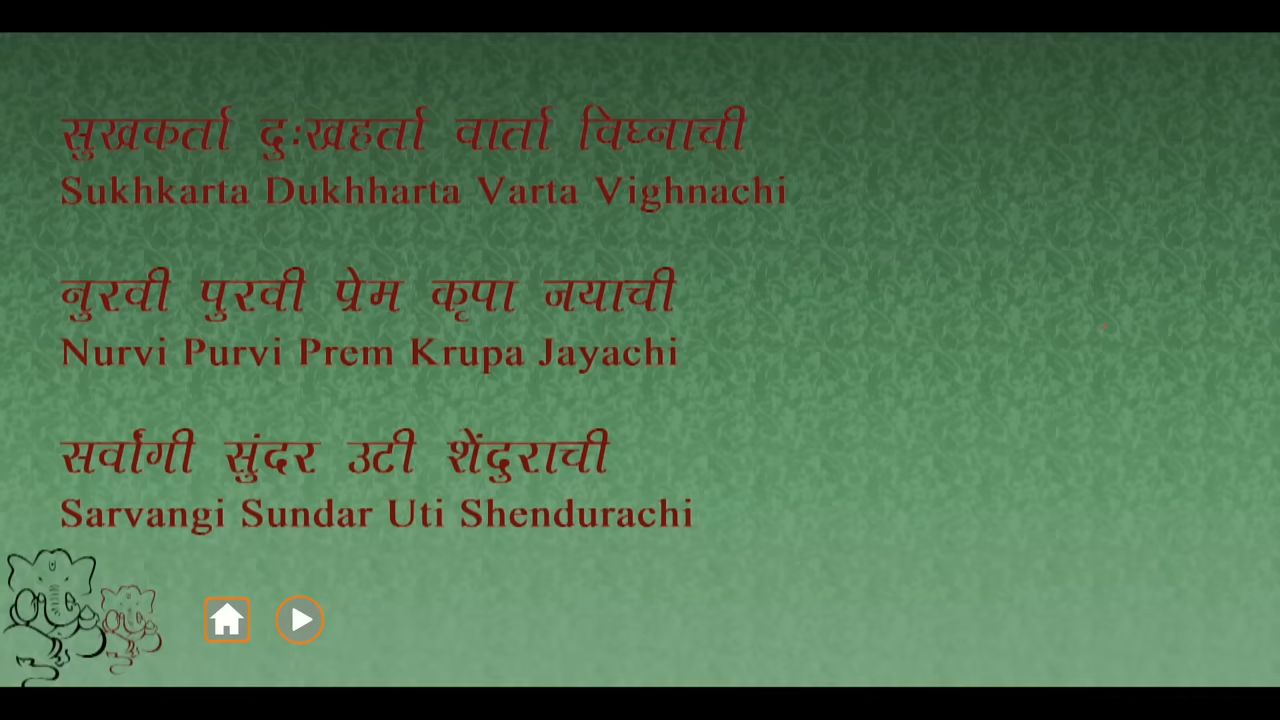 सुखकर्ता दुःखहर्ता वार्ता विघ्नाची
Sukhkarta Dukhharta Varta Vighnachi
नुरवी पुरवी प्रेम कृपा जयाची
Nurvi Purvi Prem Krupa Jayachi
सर्वांगी सुंदर उटी शेंदुराची
Sarvangi Sundar Uti Shendurachi